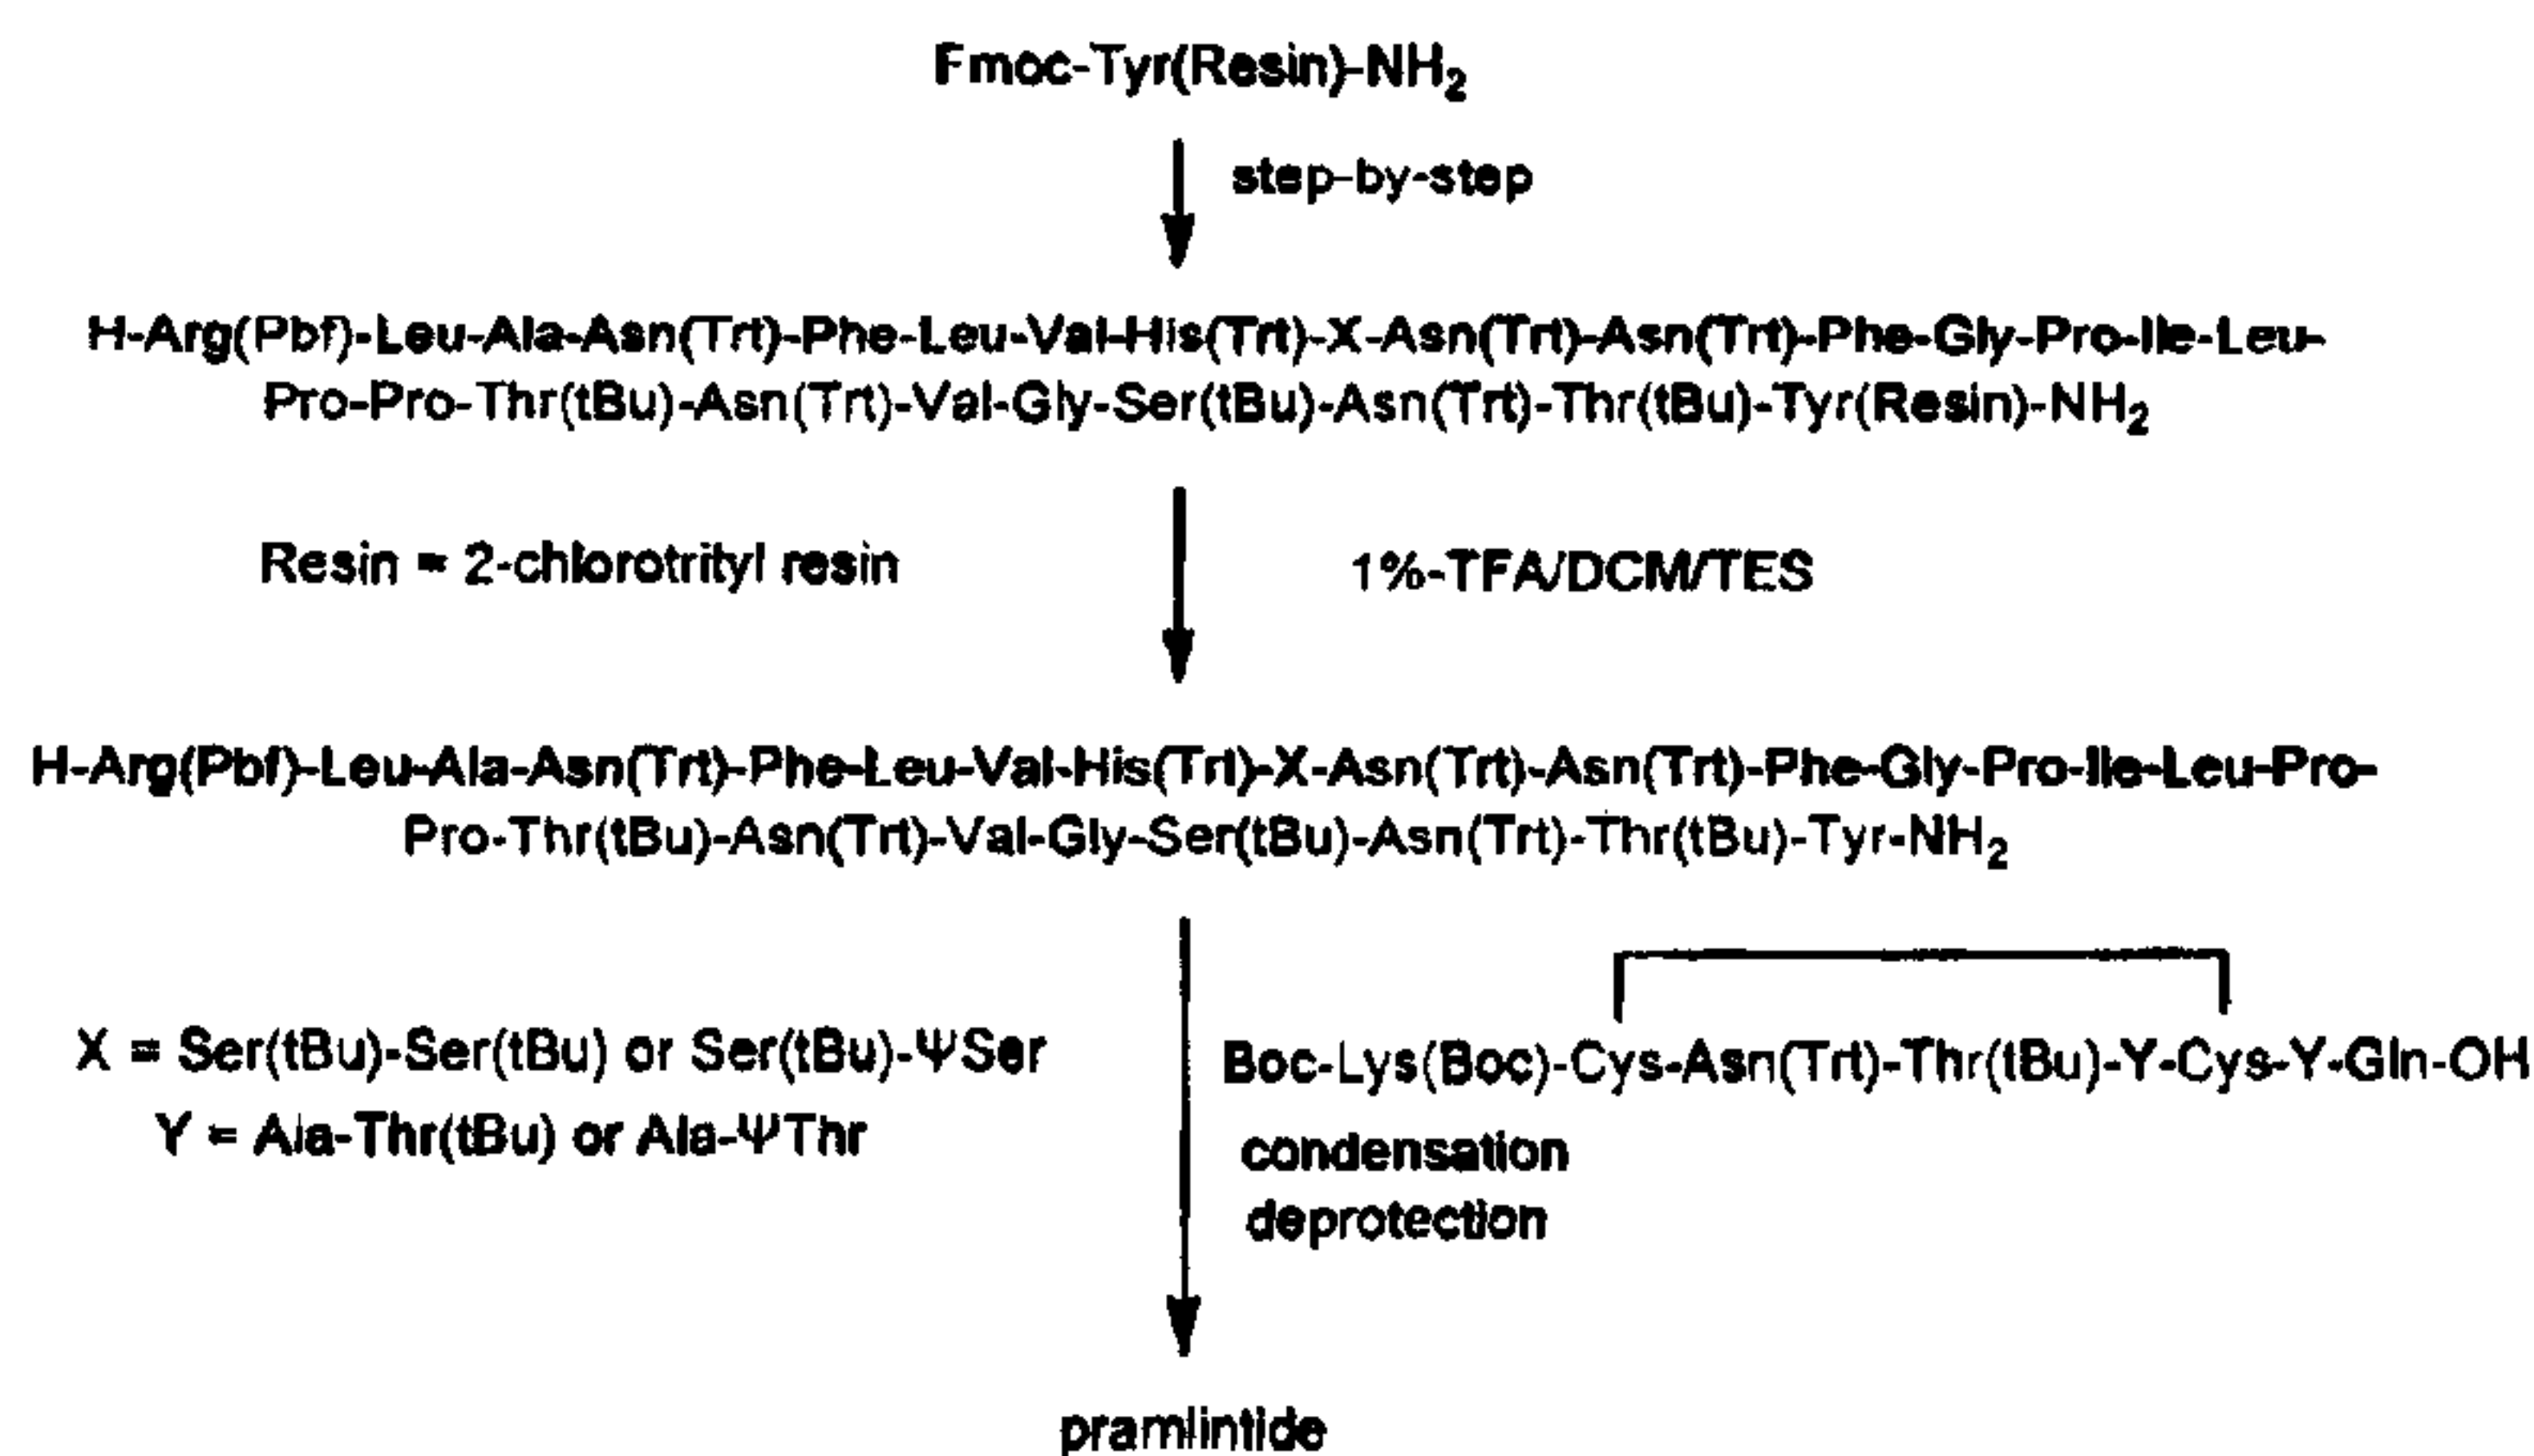 Fmoc-Tyr(Resin)-NH₂
step-by-step
H-Arg(Pbf)-Leu-Ala-Asn(Trt)-Phe-Leu-Val-His(Trt)-X-Asn(Trt)-Asn(Trt)-Phe-Gly-Pro-Ile-Leu-
Pro-Pro-Thr(tBu)-Asn(Trt)-Val-Gly-Ser(tBu)-Asn(Trt)-Thr(tBu)-Tyr(Resin)-NH₂
Resin = 2-chlorotrityl resin
1%-TFA/DCM/TES
H-Arg(Pbf)-Leu-Ala-Asn(Trt)-Phe-Leu-Val-His(Trt)-X-Asn(Trt)-Asn(Trt)-Phe-Gly-Pro-Ile-Leu-Pro-
Pro-Thr(tBu)-Asn(Trt)-Val-Gly-Ser(tBu)-Asn(Trt)-Thr(tBu)-Tyr-NH₂
X = Ser(tBu)-Ser(tBu) or Ser(tBu)-ΨSer
Y = Ala-Thr(tBu) or Ala-ΨThr
Boc-Lys(Boc)-Cys-Asn(Trt)-Thr(tBu)-Y-Cys-Y-Gln-OH
condensation
deprotection
pramlintide